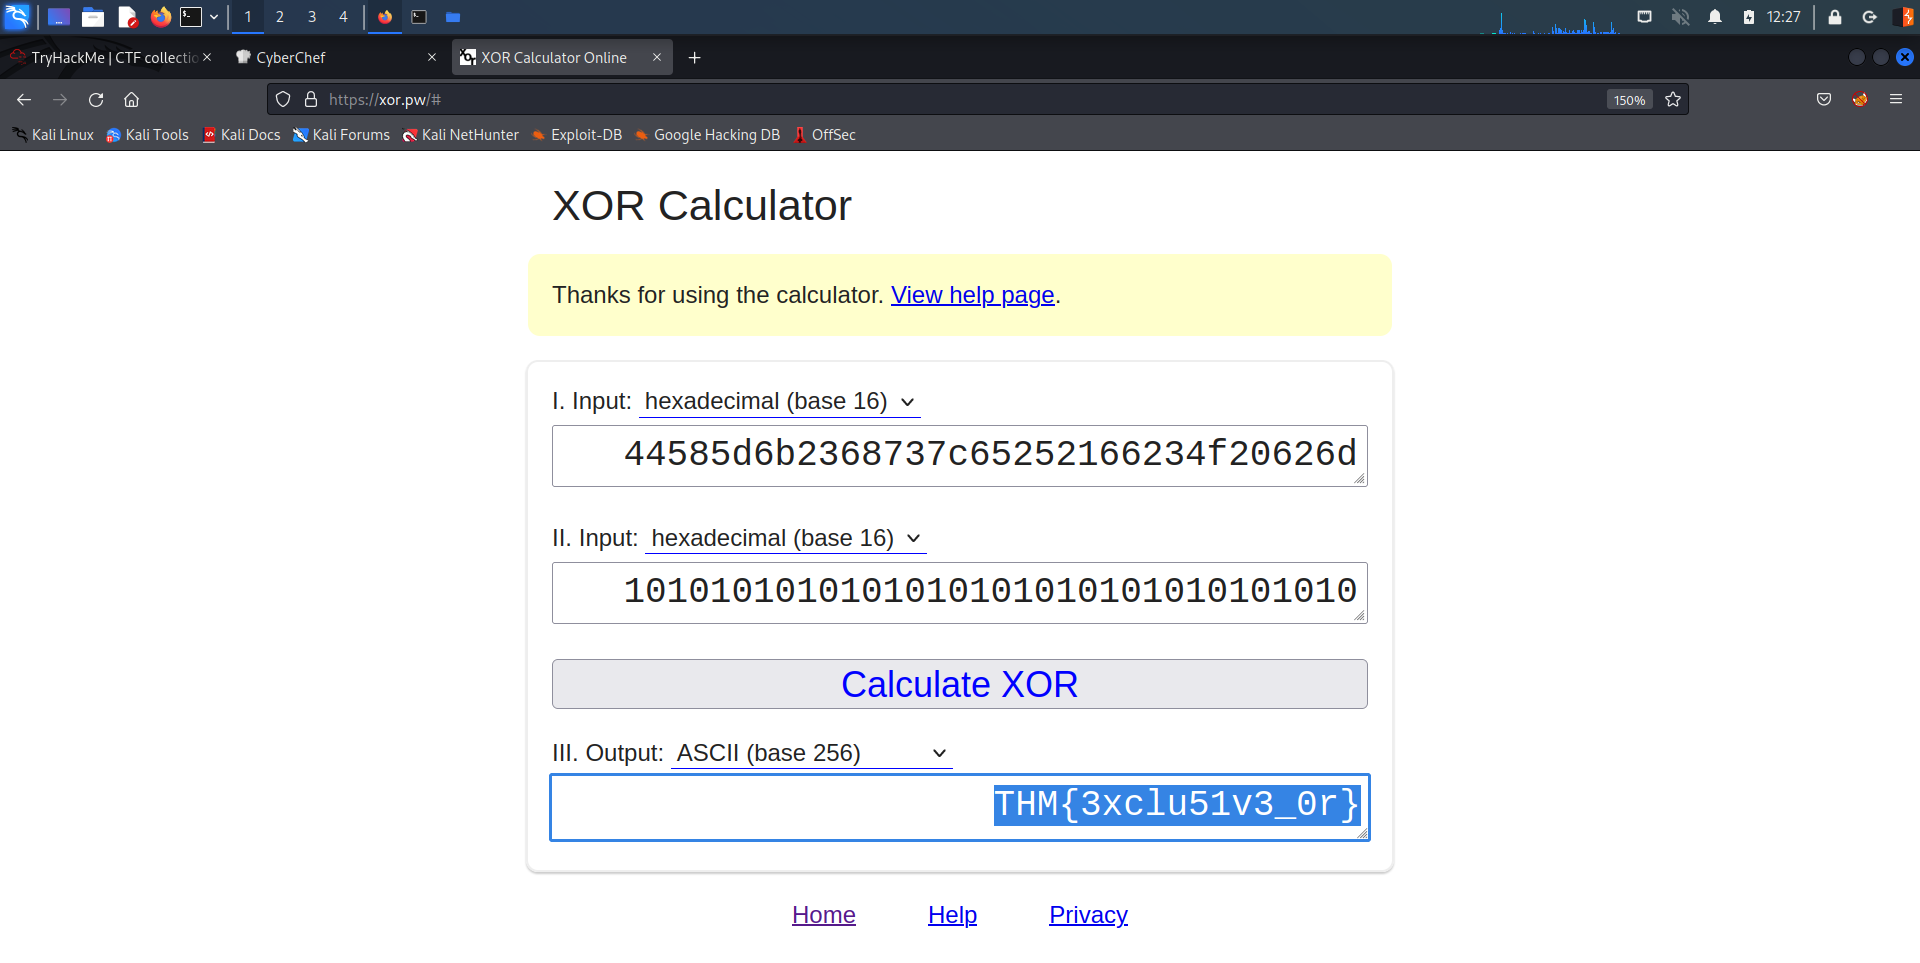 1 2 3 4 12:27
TryHackMe | CTF collectio CyberChef XOR Calculator Online
https://xor.pw/# 150%
Kali Linux Kali Tools Kali Docs Kali Forums Kali NetHunter Exploit-DB Google Hacking DB OffSec
XOR Calculator
Thanks for using the calculator. View help page.
I. Input: hexadecimal (base 16)
44585d6b2368737c65252166234f20626d
II. Input: hexadecimal (base 16)
1010101010101010101010101010101010
Calculate XOR
III. Output: ASCII (base 256)
THM{3xclu51v3_0r}
Home Help Privacy